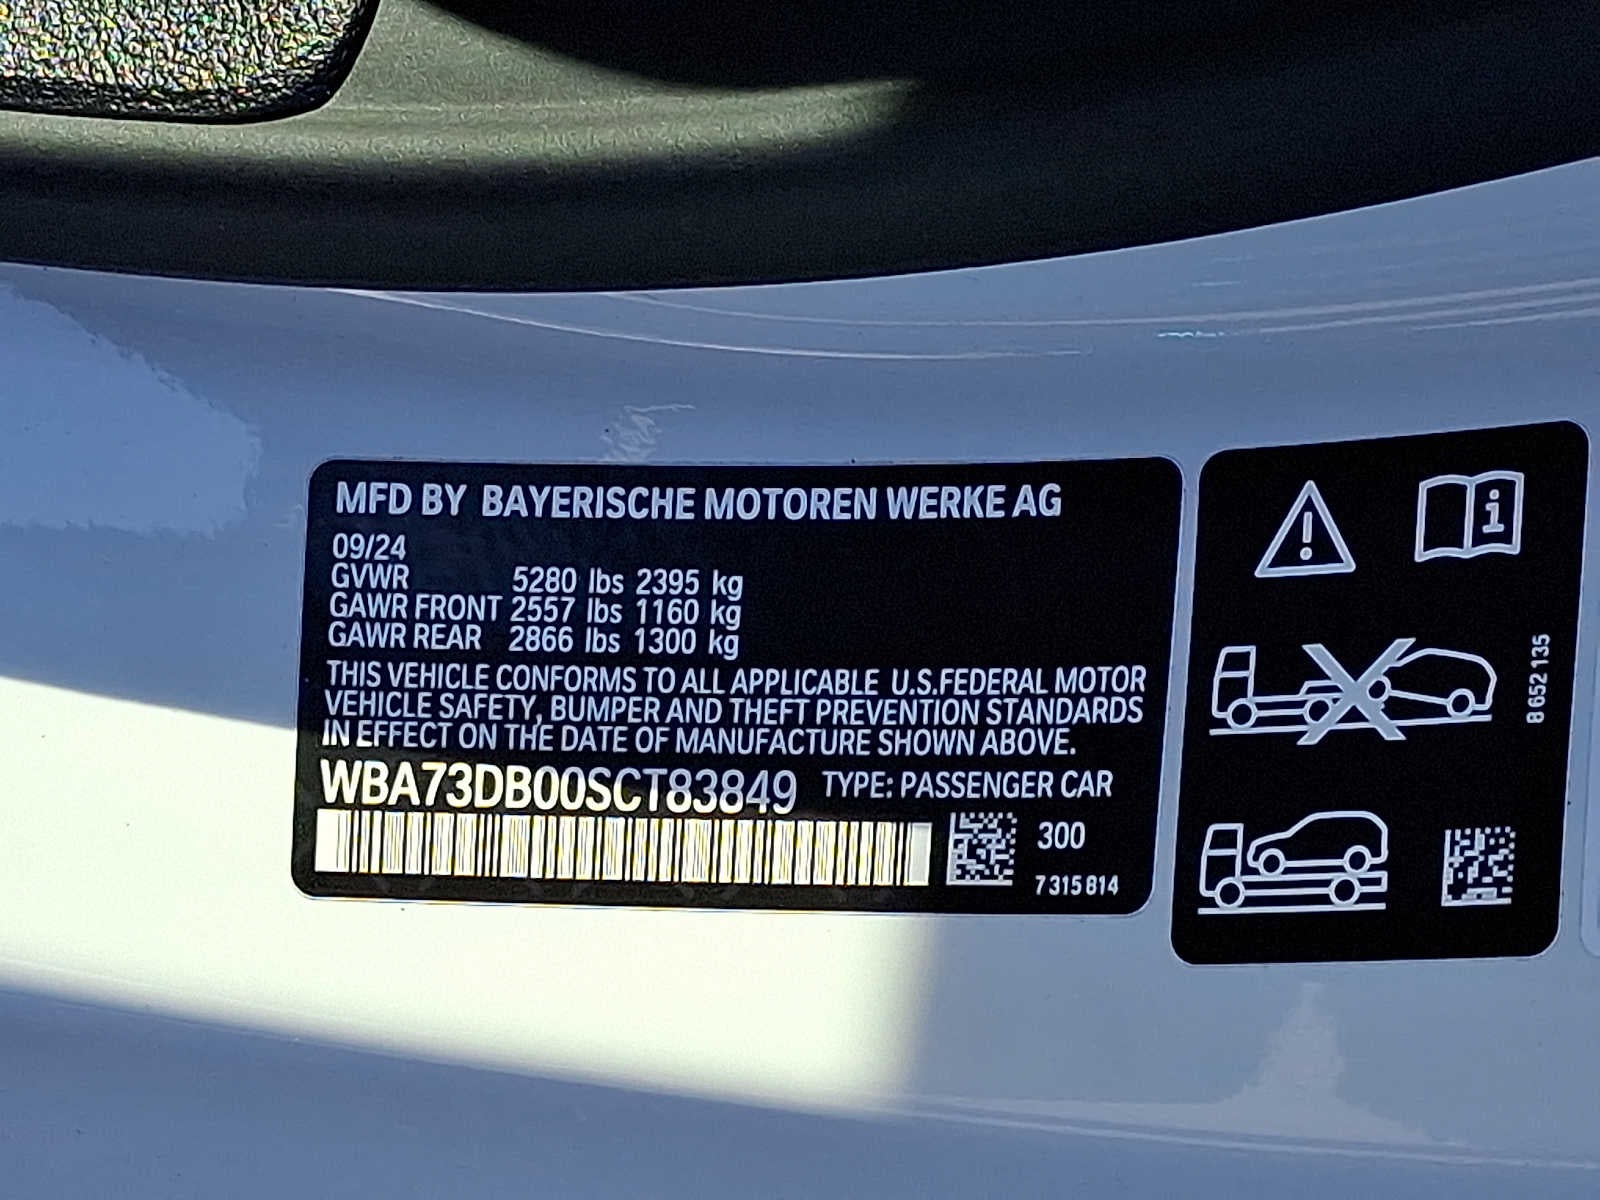 MFD BY BAYERISCHE MOTOREN WERKE AG
09/24
GVWR 5280 lbs 2395 kg
GAWR FRONT 2557 lbs 1160 kg
GAWR REAR 2866 lbs 1300 kg
THIS VEHICLE CONFORMS TO ALL APPLICABLE U.S.FEDERAL MOTOR
VEHICLE SAFETY, BUMPER AND THEFT PREVENTION STANDARDS
IN EFFECT ON THE DATE OF MANUFACTURE SHOWN ABOVE.
WBA73DB00SCT83849 TYPE: PASSENGER CAR
300
7 315 814
8 652 135